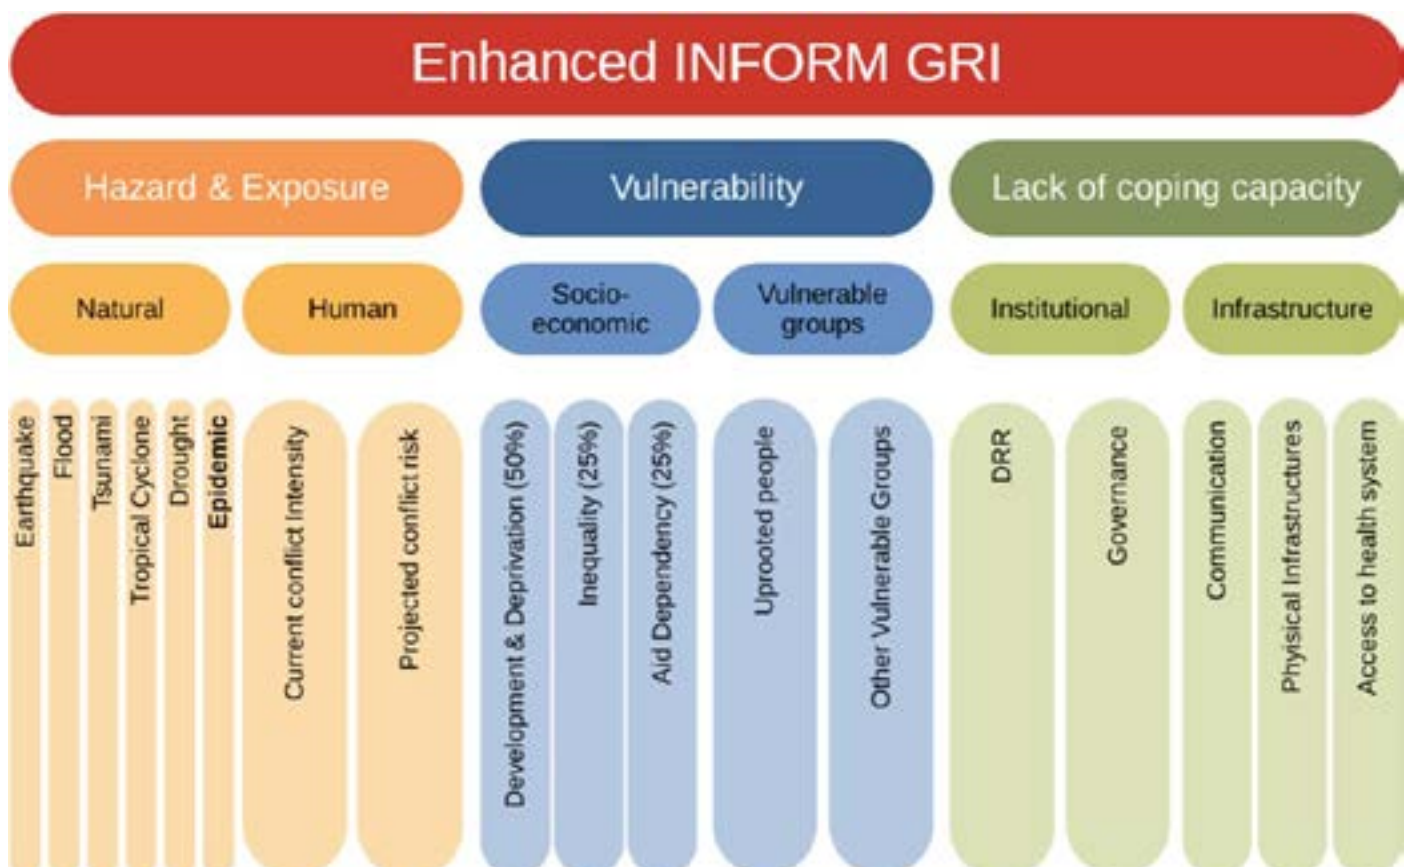 Enhanced INFORM GRI
Hazard & Exposure
Vulnerability
Lack of coping capacity
Natural
Human
Socio-
economic
Vulnerable
groups
Institutional
Infrastructure
Earthquake
Flood
Tsunami
Tropical Cyclone
Drought
Epidemic
Current conflict Intensity
Projected conflict risk
Development & Deprivation (50%)
Inequality (25%)
Aid Dependency (25%)
Uprooted people
Other Vulnerable Groups
DRR
Governance
Communication
Phyisical Infrastructures
Access to health system